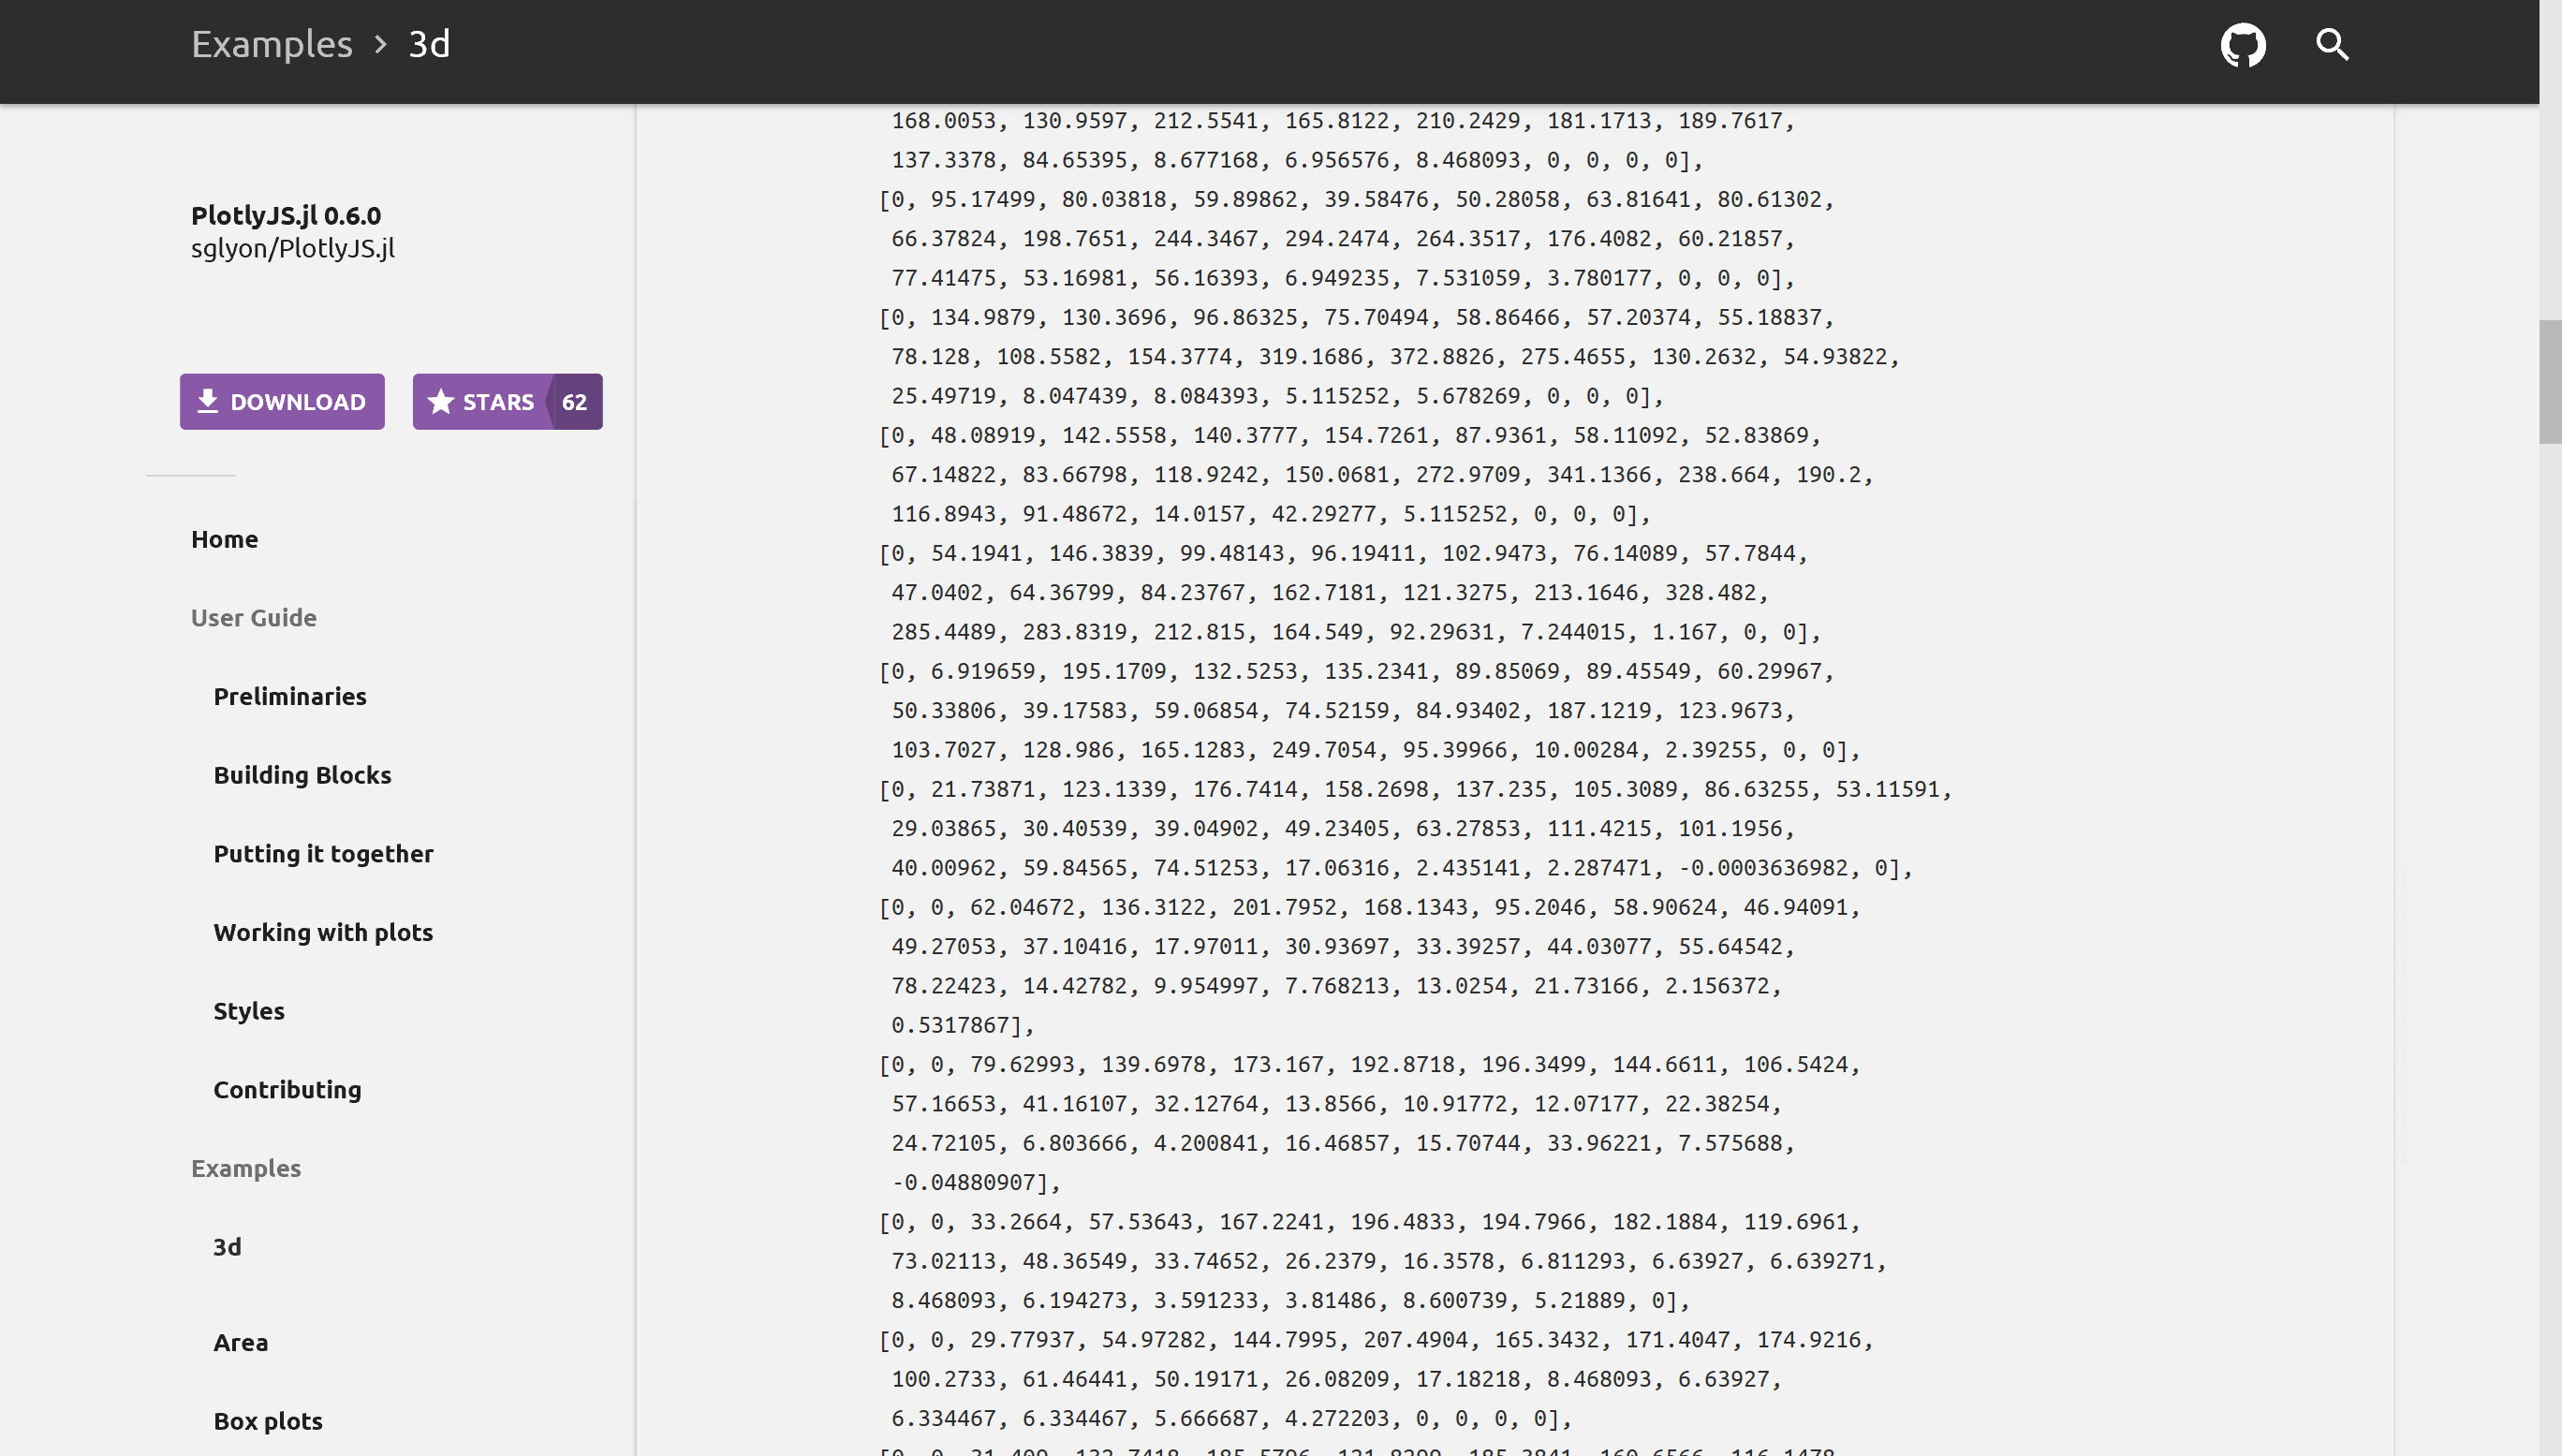 Examples > 3d
PlotlyJS.jl 0.6.0
sglyon/PlotlyJS.jl
DOWNLOAD
STARS 62
Home
User Guide
Preliminaries
Building Blocks
Putting it together
Working with plots
Styles
Contributing
Examples
3d
Area
Box plots
168.0053, 130.9597, 212.5541, 165.8122, 210.2429, 181.1713, 189.7617,
137.3378, 84.65395, 8.677168, 6.956576, 8.468093, 0, 0, 0, 0],
[0, 95.17499, 80.03818, 59.89862, 39.58476, 50.28058, 63.81641, 80.61302,
66.37824, 198.7651, 244.3467, 294.2474, 264.3517, 176.4082, 60.21857,
77.41475, 53.16981, 56.16393, 6.949235, 7.531059, 3.780177, 0, 0, 0],
[0, 134.9879, 130.3696, 96.86325, 75.70494, 58.86466, 57.20374, 55.18837,
78.128, 108.5582, 154.3774, 319.1686, 372.8826, 275.4655, 130.2632, 54.93822,
25.49719, 8.047439, 8.084393, 5.115252, 5.678269, 0, 0, 0],
[0, 48.08919, 142.5558, 140.3777, 154.7261, 87.9361, 58.11092, 52.83869,
67.14822, 83.66798, 118.9242, 150.0681, 272.9709, 341.1366, 238.664, 190.2,
116.8943, 91.48672, 14.0157, 42.29277, 5.115252, 0, 0, 0],
[0, 54.1941, 146.3839, 99.48143, 96.19411, 102.9473, 76.14089, 57.7844,
47.0402, 64.36799, 84.23767, 162.7181, 121.3275, 213.1646, 328.482,
285.4489, 283.8319, 212.815, 164.549, 92.29631, 7.244015, 1.167, 0, 0],
[0, 6.919659, 195.1709, 132.5253, 135.2341, 89.85069, 89.45549, 60.29967,
50.33806, 39.17583, 59.06854, 74.52159, 84.93402, 187.1219, 123.9673,
103.7027, 128.986, 165.1283, 249.7054, 95.39966, 10.00284, 2.39255, 0, 0],
[0, 21.73871, 123.1339, 176.7414, 158.2698, 137.235, 105.3089, 86.63255, 53.11591,
29.03865, 30.40539, 39.04902, 49.23405, 63.27853, 111.4215, 101.1956,
40.00962, 59.84565, 74.51253, 17.06316, 2.435141, 2.287471, -0.0003636982, 0],
[0, 0, 62.04672, 136.3122, 201.7952, 168.1343, 95.2046, 58.90624, 46.94091,
49.27053, 37.10416, 17.97011, 30.93697, 33.39257, 44.03077, 55.64542,
78.22423, 14.42782, 9.954997, 7.768213, 13.0254, 21.73166, 2.156372,
0.5317867],
[0, 0, 79.62993, 139.6978, 173.167, 192.8718, 196.3499, 144.6611, 106.5424,
57.16653, 41.16107, 32.12764, 13.8566, 10.91772, 12.07177, 22.38254,
24.72105, 6.803666, 4.200841, 16.46857, 15.70744, 33.96221, 7.575688,
-0.04880907],
[0, 0, 33.2664, 57.53643, 167.2241, 196.4833, 194.7966, 182.1884, 119.6961,
73.02113, 48.36549, 33.74652, 26.2379, 16.3578, 6.811293, 6.63927, 6.639271,
8.468093, 6.194273, 3.591233, 3.81486, 8.600739, 5.21889, 0],
[0, 0, 29.77937, 54.97282, 144.7995, 207.4904, 165.3432, 171.4047, 174.9216,
100.2733, 61.46441, 50.19171, 26.08209, 17.18218, 8.468093, 6.63927,
6.334467, 6.334467, 5.666687, 4.272203, 0, 0, 0, 0],